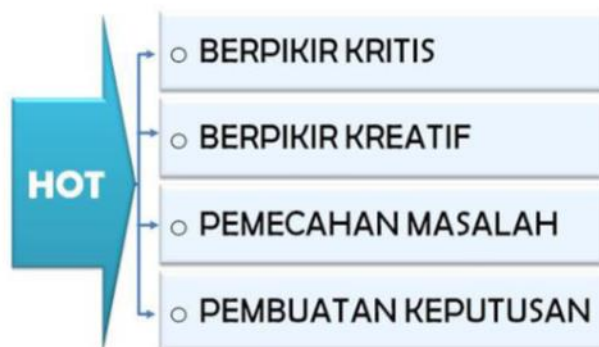 HOT
○ BERPIKIR KRITIS
○ BERPIKIR KREATIF
○ PEMECAHAN MASALAH
○ PEMBUATAN KEPUTUSAN